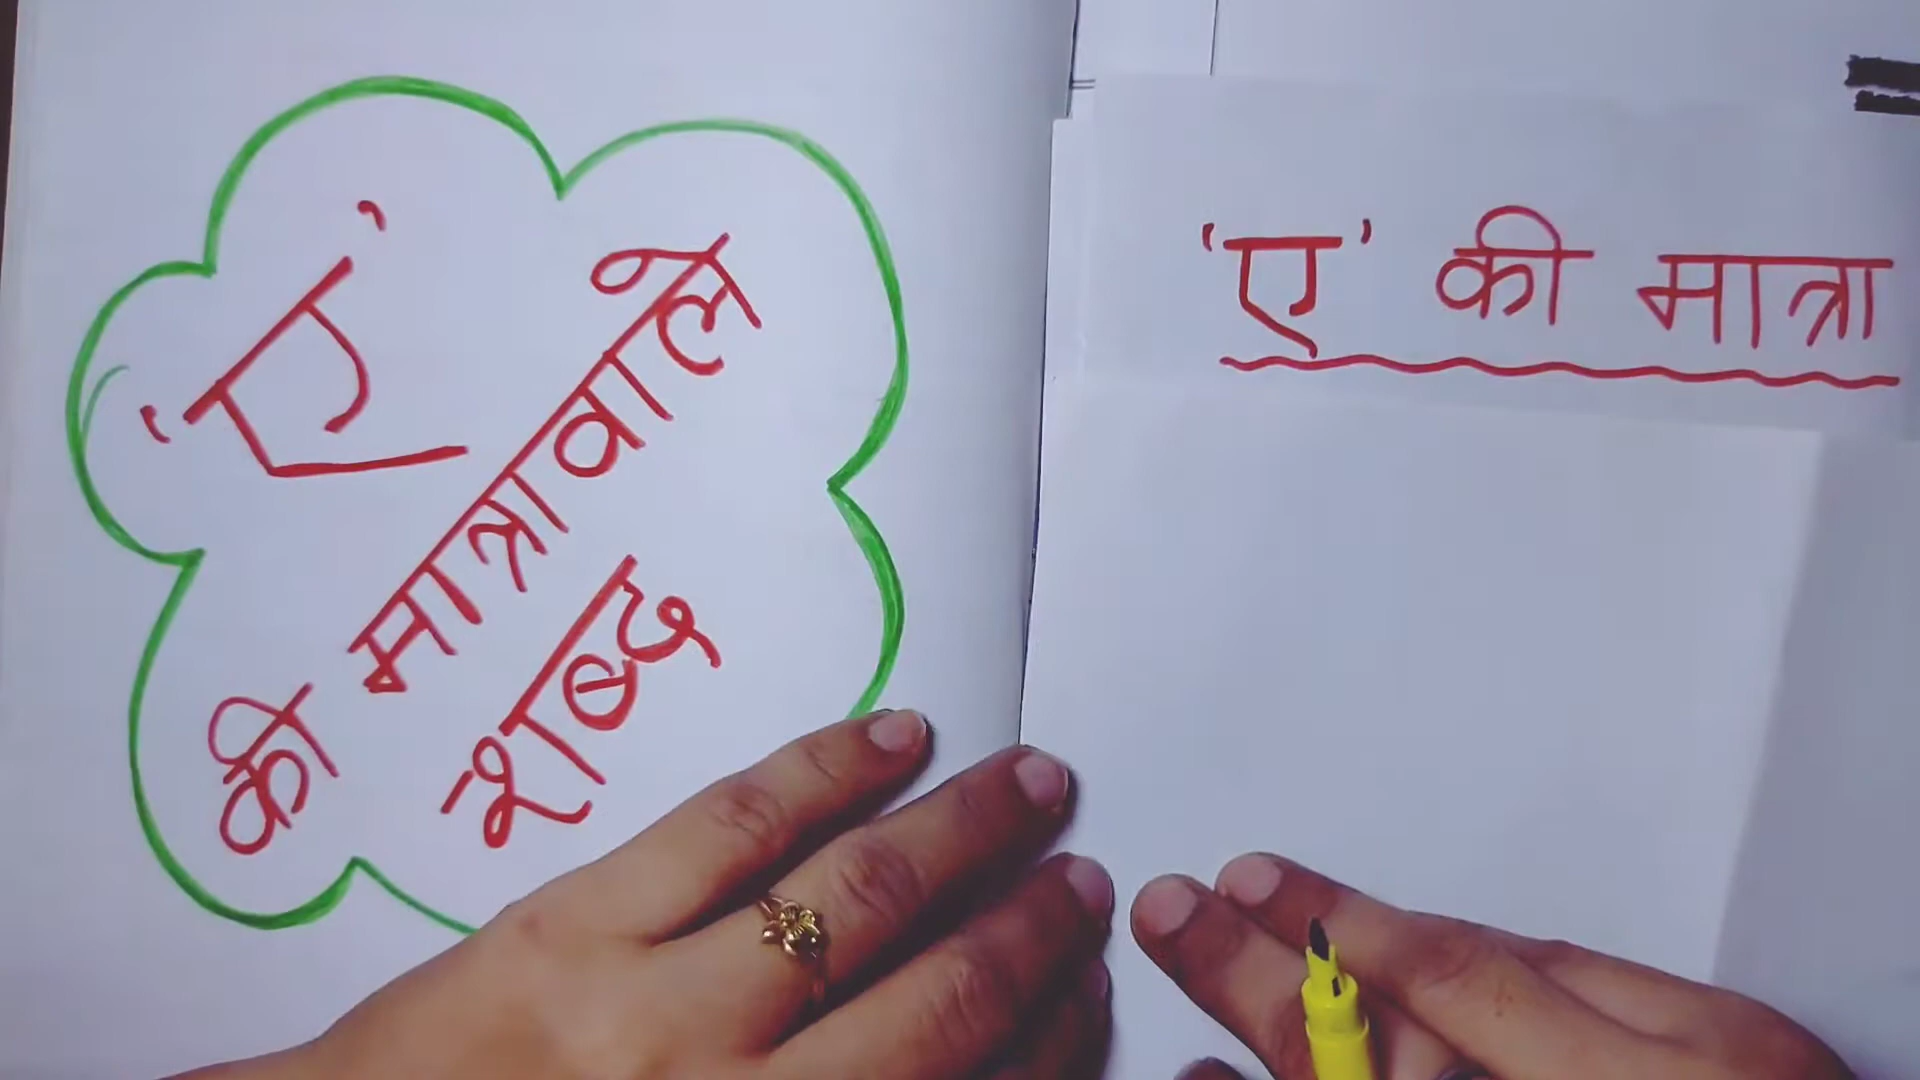 'ए'
की मात्रा वाले
शब्द
'ए' की मात्रा